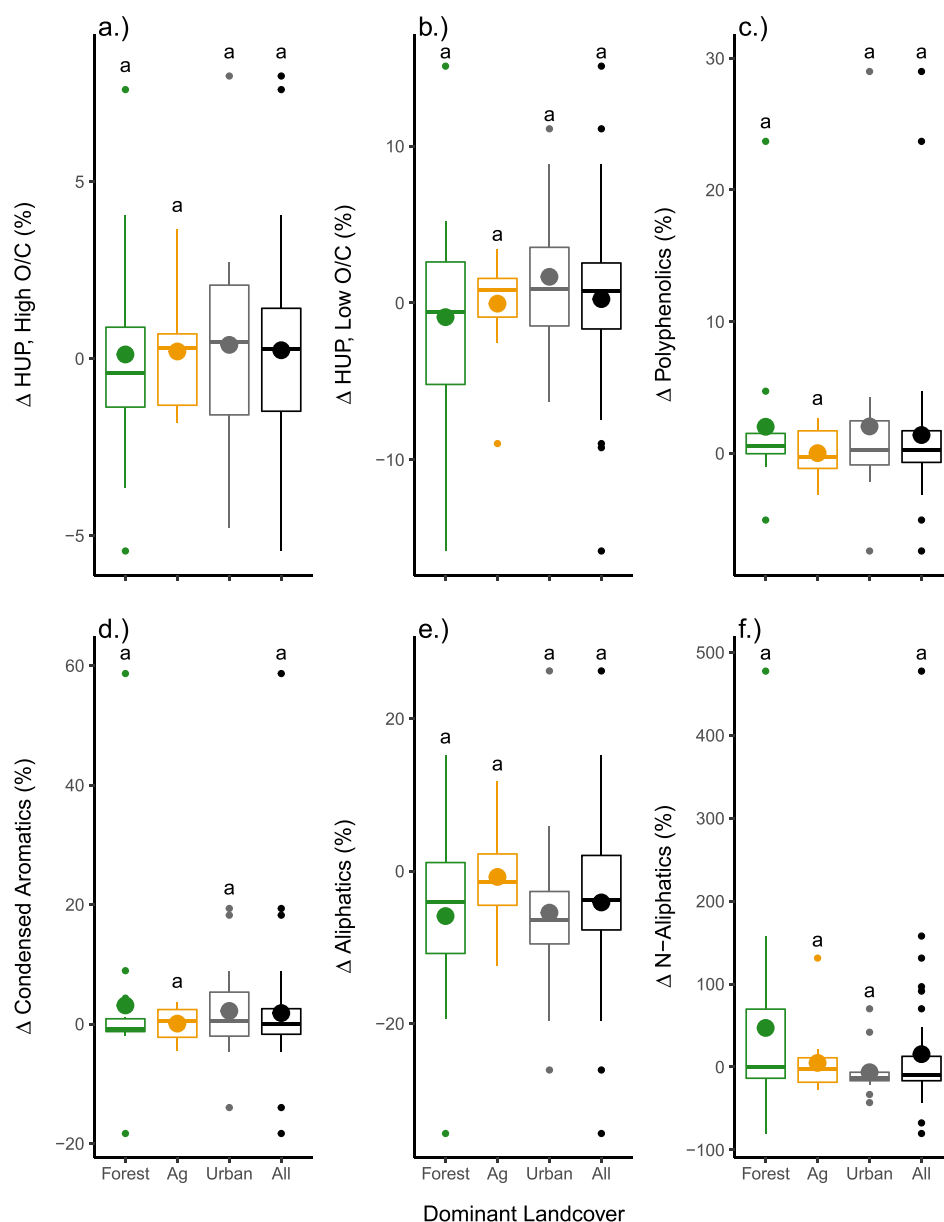 a.)
b.)
c.)
a
a
a
a
a
a
a
a
a
a
a
a
Δ HUP, High O/C (%)
5
0
−5
Δ HUP, Low O/C (%)
10
0
−10
Δ Polyphenolics (%)
30
20
10
0
d.)
e.)
f.)
a
a
a
a
a
a
a
a
a
a
a
a
Δ Condensed Aromatics (%)
60
40
20
0
−20
Δ Aliphatics (%)
20
0
−20
Δ N−Aliphatics (%)
500
400
300
200
100
0
−100
Forest Ag Urban All
Forest Ag Urban All
Forest Ag Urban All
Dominant Landcover